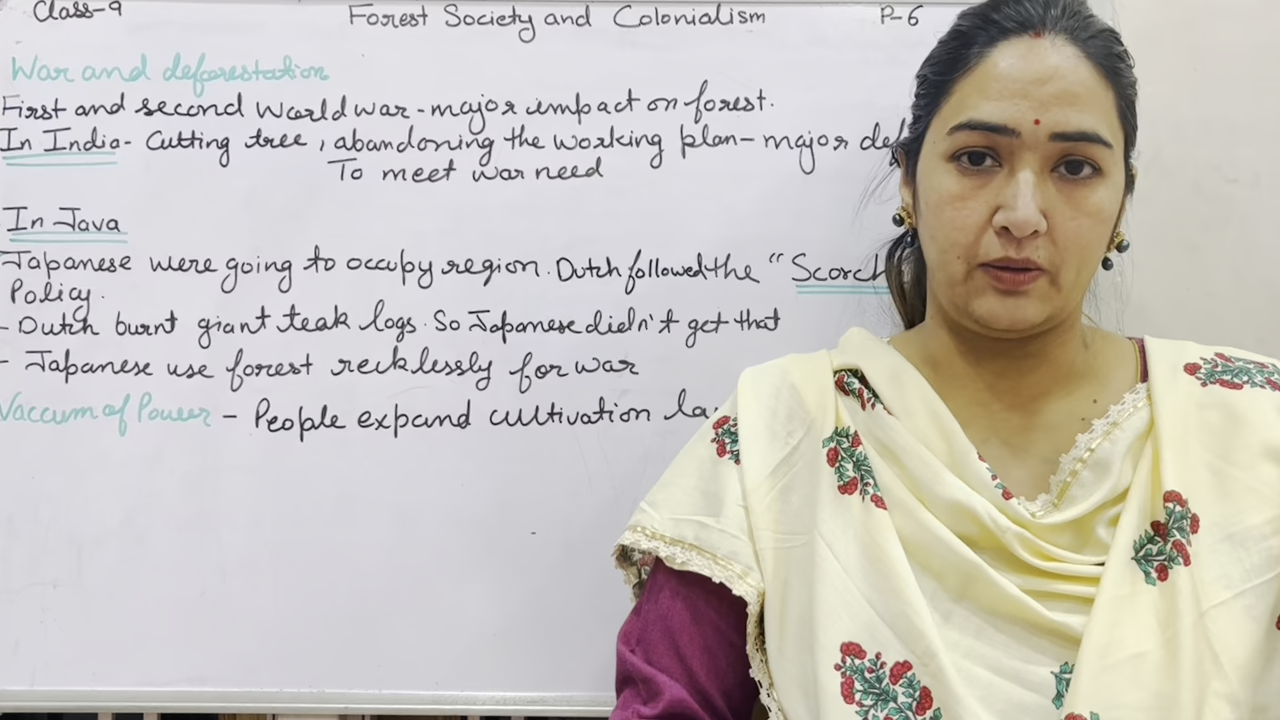 Class-9 Forest Society and Colonialism P-6
War and deforestation
First and second world war - major impact on forest.
In India - Cutting tree, abandoning the working plan - major def
To meet war need
In Java
Japanese were going to occupy region. Dutch followed the "Scorch
Policy.
- Dutch burnt giant teak logs. So Japanese didn't get that
- Japanese use forest recklessly for war
Vaccum of Power - People expand cultivation la